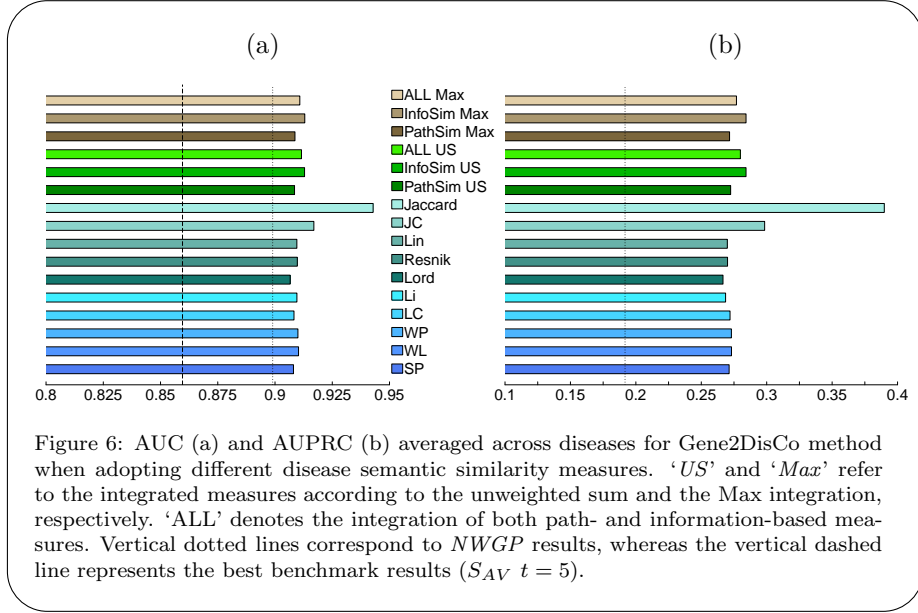 (a) (b)
ALL Max
InfoSim Max
PathSim Max
ALL US
InfoSim US
PathSim US
Jaccard
JC
Lin
Resnik
Lord
Li
LC
WP
WL
SP
0.8 0.825 0.85 0.875 0.9 0.925 0.95 0.1 0.15 0.2 0.25 0.3 0.35 0.4
Figure 6: AUC (a) and AUPRC (b) averaged across diseases for Gene2DisCo method
when adopting different disease semantic similarity measures. ‘US’ and ‘Max’ refer
to the integrated measures according to the unweighted sum and the Max integration,
respectively. ‘ALL’ denotes the integration of both path- and information-based mea-
sures. Vertical dotted lines correspond to NWGP results, whereas the vertical dashed
line represents the best benchmark results (S_AV t = 5).